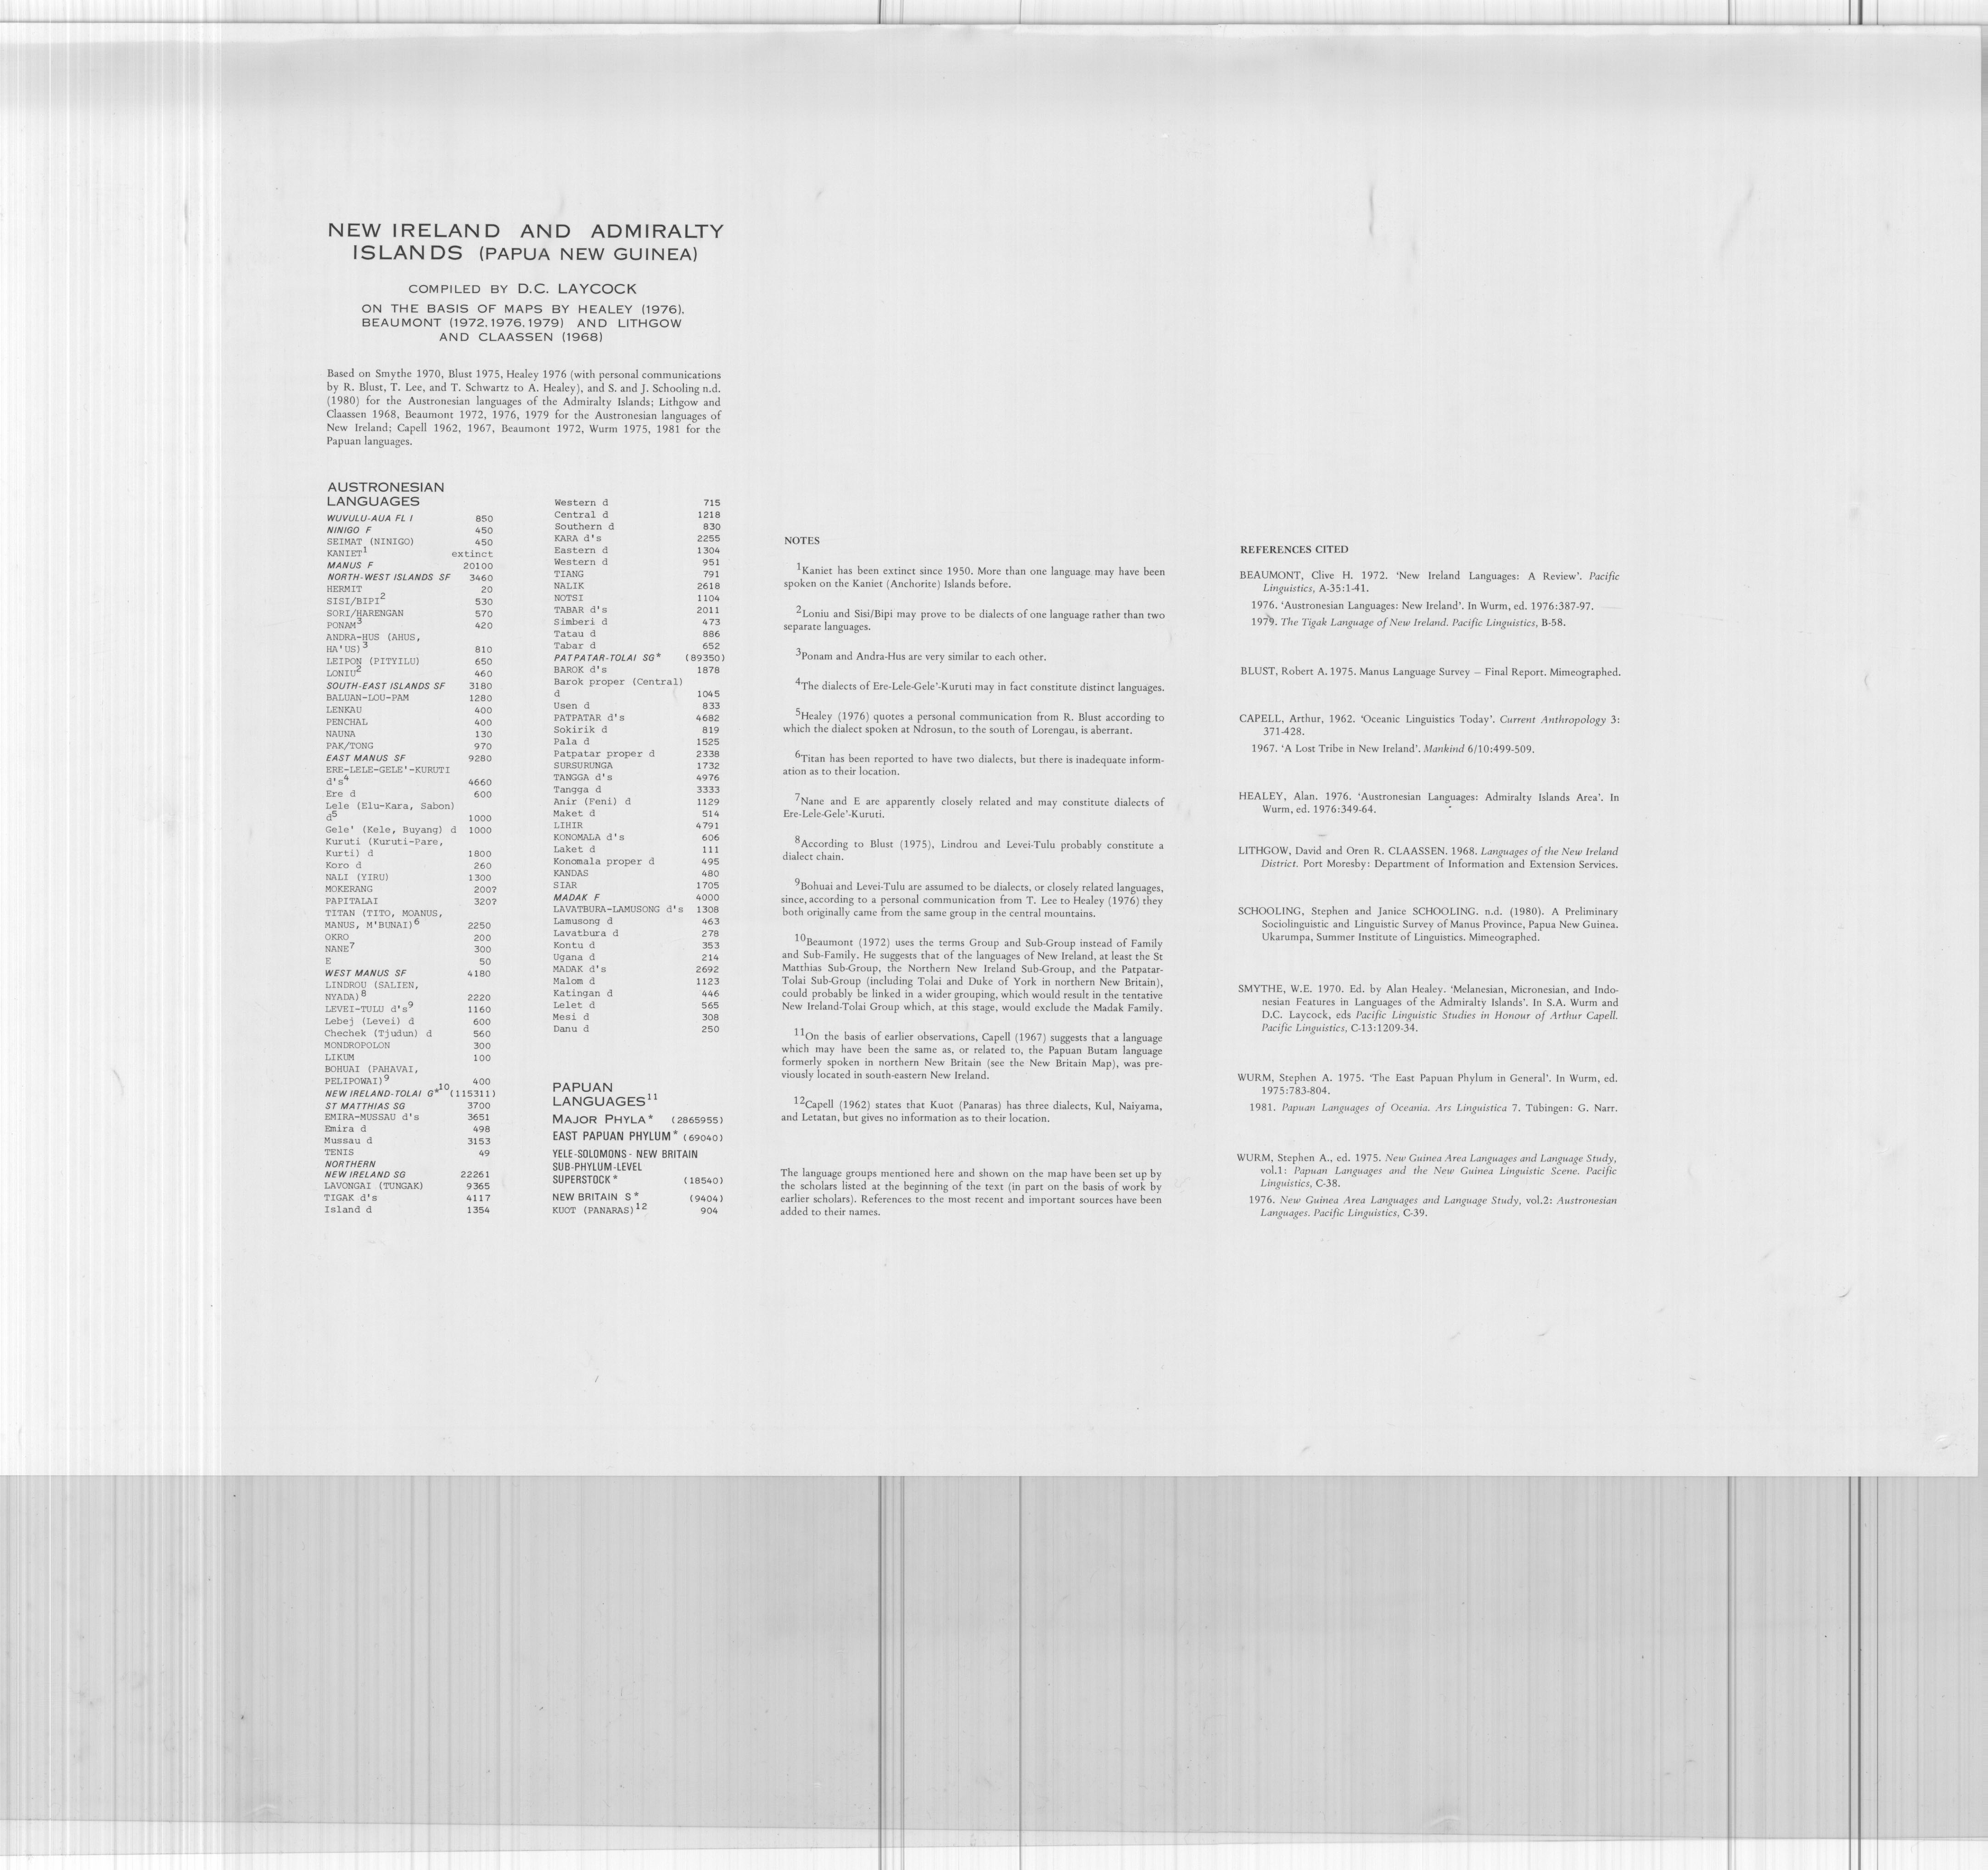 NEW IRELAND AND ADMIRALTY
ISLANDS (PAPUA NEW GUINEA)
COMPILED BY D.C. LAYCOCK
ON THE BASIS OF MAPS BY HEALEY (1976),
BEAUMONT (1972,1976,1979) AND LITHGOW
AND CLAASSEN (1968)
Based on Smythe 1970, Blust 1975, Healey 1976 (with personal communications
by R. Blust, T. Lee, and T. Schwartz to A. Healey), and S. and J. Schooling n.d.
(1980) for the Austronesian languages of the Admiralty Islands; Lithgow and
Claassen 1968, Beaumont 1972, 1976, 1979 for the Austronesian languages of
New Ireland; Capell 1962, 1967, Beaumont 1972, Wurm 1975, 1981 for the
Papuan languages.
AUSTRONESIAN
LANGUAGES
WUVULU-AUA FL I 850
NINIGO F 450
SEIMAT (NINIGO) 450
KANIET1 extinct
MANUS F 20100
NORTH-WEST ISLANDS SF 3460
HERMIT 20
SISI/BIPI2 530
SORI/HARENGAN 570
PONAM3 420
ANDRA-HUS (AHUS,
HA'US)3 810
LEIPON (PITYILU) 650
LONIU2 460
SOUTH-EAST ISLANDS SF 3180
BALUAN-LOU-PAM 1280
LENKAU 400
PENCHAL 400
NAUNA 130
PAK/TONG 970
EAST MANUS SF 9280
ERE-LELE-GELE'-KURUTI
d's4 4660
Ere d 600
Lele (Elu-Kara, Sabon)
d5 1000
Gele' (Kele, Buyang) d 1000
Kuruti (Kuruti-Pare,
Kurti) d 1800
Koro d 260
NALI (YIRU) 1300
MOKERANG 200?
PAPITALAI 320?
TITAN (TITO, MOANUS,
MANUS, M'BUNAI)6 2250
OKRO 200
NANE7 300
E 50
WEST MANUS SF 4180
LINDROU (SALIEN,
NYADA)8 2220
LEVEI-TULU d's9 1160
Lebej (Levei) d 600
Chechek (Tjudun) d 560
MONDROPOLON 300
LIKUM 100
BOHUAI (PAHAVAI,
PELIPOWAI)9 400
NEW IRELAND-TOLAI G*10 (115311)
ST MATTHIAS SG 3700
EMIRA-MUSSAU d's 3651
Emira d 498
Mussau d 3153
TENIS 49
NORTHERN
NEW IRELAND SG 22261
LAVONGAI (TUNGAK) 9365
TIGAK d's 4117
Island d 1354
Western d 715
Central d 1218
Southern d 830
KARA d's 2255
Eastern d 1304
Western d 951
TIANG 791
NALIK 2618
NOTSI 1104
TABAR d's 2011
Simberi d 473
Tatau d 886
Tabar d 652
PATPATAR-TOLAI SG* (89350)
BAROK d's 1878
Barok proper (Central)
d 1045
Usen d 833
PATPATAR d's 4682
Sokirik d 819
Pala d 1525
Patpatar proper d 2338
SURSURUNGA 1732
TANGGA d's 4976
Tangga d 3333
Anir (Feni) d 1129
Maket d 514
LIHIR 4791
KONOMALA d's 606
Laket d 111
Konomala proper d 495
KANDAS 480
SIAR 1705
MADAK F 4000
LAVATBURA-LAMUSONG d's 1308
Lamusong d 463
Lavatbura d 278
Kontu d 353
Ugana d 214
MADAK d's 2692
Malom d 1123
Katingan d 446
Lelet d 565
Mesi d 308
Danu d 250
PAPUAN
LANGUAGES11
MAJOR PHYLA* (2865955)
EAST PAPUAN PHYLUM* (69040)
YELE-SOLOMONS - NEW BRITAIN
SUB-PHYLUM-LEVEL
SUPERSTOCK* (18540)
NEW BRITAIN S* (9404)
KUOT (PANARAS)12 904
NOTES
1Kaniet has been extinct since 1950. More than one language may have been
spoken on the Kaniet (Anchorite) Islands before.
2Loniu and Sisi/Bipi may prove to be dialects of one language rather than two
separate languages.
3Ponam and Andra-Hus are very similar to each other.
4The dialects of Ere-Lele-Gele'-Kuruti may in fact constitute distinct languages.
5Healey (1976) quotes a personal communication from R. Blust according to
which the dialect spoken at Ndrosun, to the south of Lorengau, is aberrant.
6Titan has been reported to have two dialects, but there is inadequate inform-
ation as to their location.
7Nane and E are apparently closely related and may constitute dialects of
Ere-Lele-Gele'-Kuruti.
8According to Blust (1975), Lindrou and Levei-Tulu probably constitute a
dialect chain.
9Bohuai and Levei-Tulu are assumed to be dialects, or closely related languages,
since, according to a personal communication from T. Lee to Healey (1976) they
both originally came from the same group in the central mountains.
10Beaumont (1972) uses the terms Group and Sub-Group instead of Family
and Sub-Family. He suggests that of the languages of New Ireland, at least the St
Matthias Sub-Group, the Northern New Ireland Sub-Group, and the Patpatar-
Tolai Sub-Group (including Tolai and Duke of York in northern New Britain),
could probably be linked in a wider grouping, which would result in the tentative
New Ireland-Tolai Group which, at this stage, would exclude the Madak Family.
11On the basis of earlier observations, Capell (1967) suggests that a language
which may have been the same as, or related to, the Papuan Butam language
formerly spoken in northern New Britain (see the New Britain Map), was pre-
viously located in south-eastern New Ireland.
12Capell (1962) states that Kuot (Panaras) has three dialects, Kul, Naiyama,
and Letatan, but gives no information as to their location.
The language groups mentioned here and shown on the map have been set up by
the scholars listed at the beginning of the text (in part on the basis of work by
earlier scholars). References to the most recent and important sources have been
added to their names.
REFERENCES CITED
BEAUMONT, Clive H. 1972. 'New Ireland Languages: A Review'. Pacific
Linguistics, A-35:1-41.
1976. 'Austronesian Languages: New Ireland'. In Wurm, ed. 1976:387-97.
1979. The Tigak Language of New Ireland. Pacific Linguistics, B-58.
BLUST, Robert A. 1975. Manus Language Survey – Final Report. Mimeographed.
CAPELL, Arthur, 1962. 'Oceanic Linguistics Today'. Current Anthropology 3:
371-428.
1967. 'A Lost Tribe in New Ireland'. Mankind 6/10:499-509.
HEALEY, Alan. 1976. 'Austronesian Languages: Admiralty Islands Area'. In
Wurm, ed. 1976:349-64.
LITHGOW, David and Oren R. CLAASSEN. 1968. Languages of the New Ireland
District. Port Moresby: Department of Information and Extension Services.
SCHOOLING, Stephen and Janice SCHOOLING. n.d. (1980). A Preliminary
Sociolinguistic and Linguistic Survey of Manus Province, Papua New Guinea.
Ukarumpa, Summer Institute of Linguistics. Mimeographed.
SMYTHE, W.E. 1970. Ed. by Alan Healey. 'Melanesian, Micronesian, and Indo-
nesian Features in Languages of the Admiralty Islands'. In S.A. Wurm and
D.C. Laycock, eds Pacific Linguistic Studies in Honour of Arthur Capell.
Pacific Linguistics, C-13:1209-34.
WURM, Stephen A. 1975. 'The East Papuan Phylum in General'. In Wurm, ed.
1975:783-804.
1981. Papuan Languages of Oceania. Ars Linguistica 7. Tübingen: G. Narr.
WURM, Stephen A., ed. 1975. New Guinea Area Languages and Language Study,
vol.1: Papuan Languages and the New Guinea Linguistic Scene. Pacific
Linguistics, C-38.
1976. New Guinea Area Languages and Language Study, vol.2: Austronesian
Languages. Pacific Linguistics, C-39.